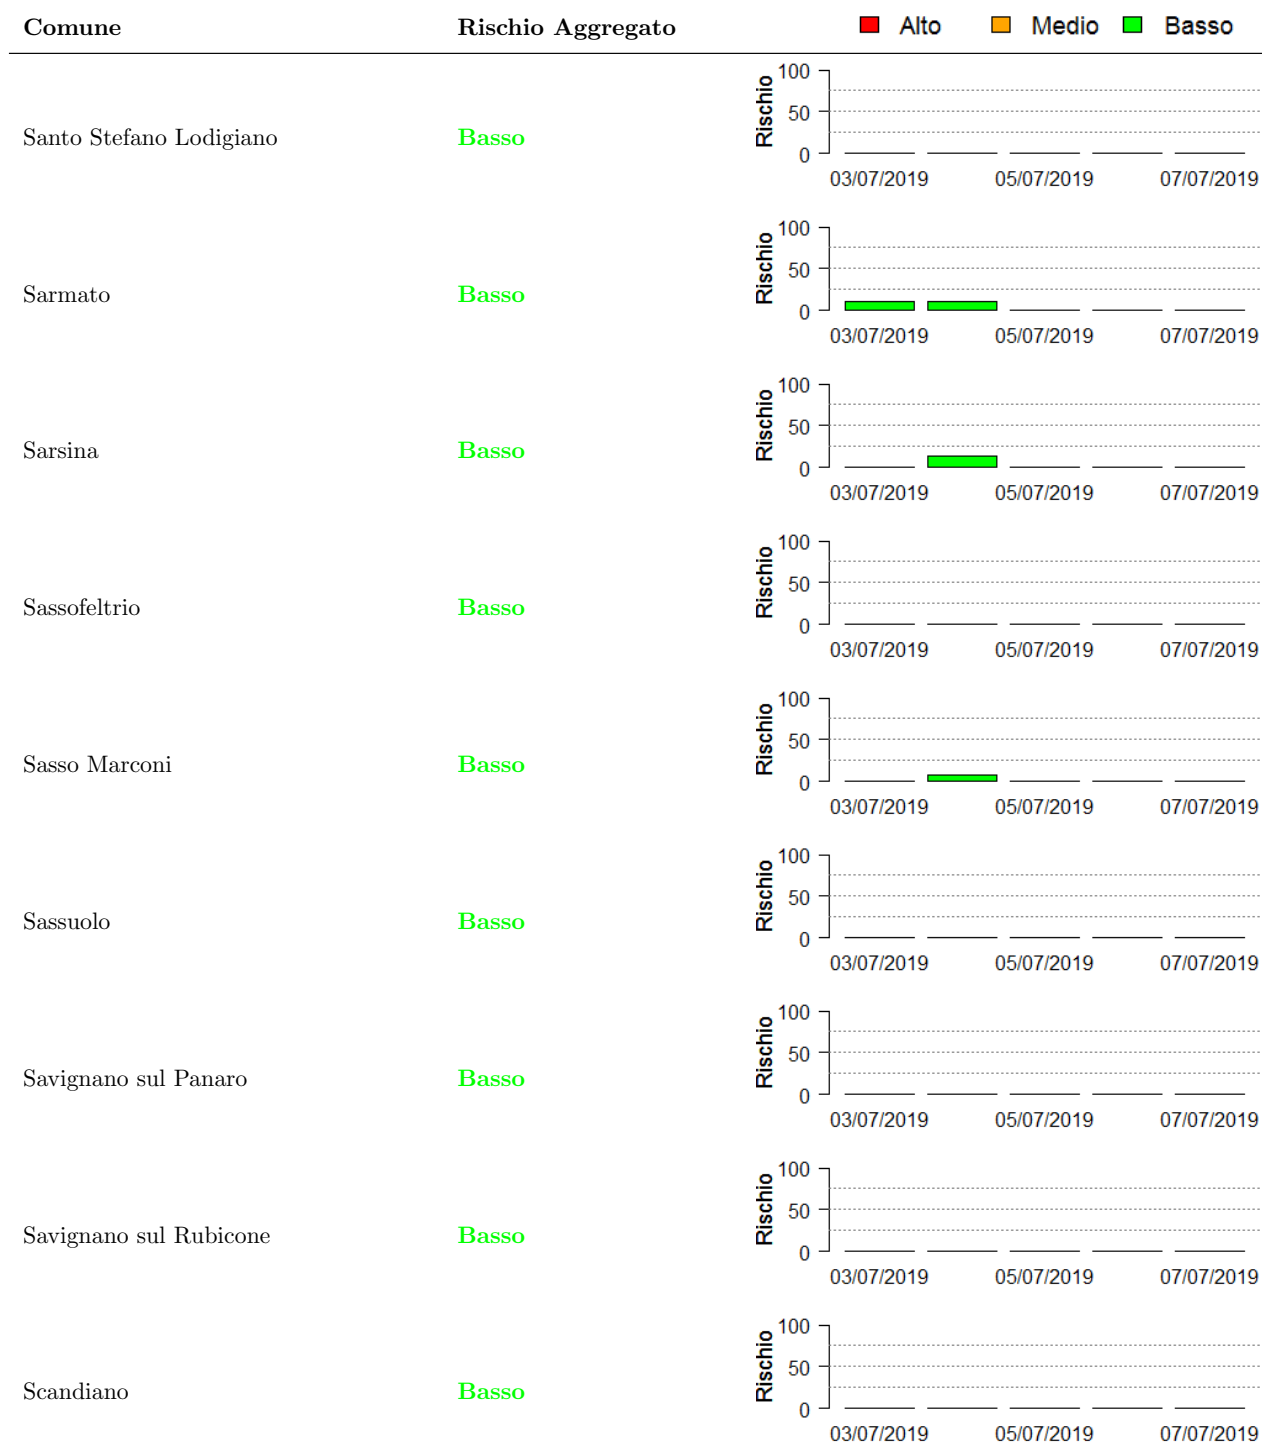 Comune Rischio Aggregato Alto Medio Basso
Santo Stefano Lodigiano Basso Rischio 100 50 0
03/07/2019 05/07/2019 07/07/2019
Sarmato Basso Rischio 100 50 0
03/07/2019 05/07/2019 07/07/2019
Sarsina Basso Rischio 100 50 0
03/07/2019 05/07/2019 07/07/2019
Sassofeltrio Basso Rischio 100 50 0
03/07/2019 05/07/2019 07/07/2019
Sasso Marconi Basso Rischio 100 50 0
03/07/2019 05/07/2019 07/07/2019
Sassuolo Basso Rischio 100 50 0
03/07/2019 05/07/2019 07/07/2019
Savignano sul Panaro Basso Rischio 100 50 0
03/07/2019 05/07/2019 07/07/2019
Savignano sul Rubicone Basso Rischio 100 50 0
03/07/2019 05/07/2019 07/07/2019
Scandiano Basso Rischio 100 50 0
03/07/2019 05/07/2019 07/07/2019